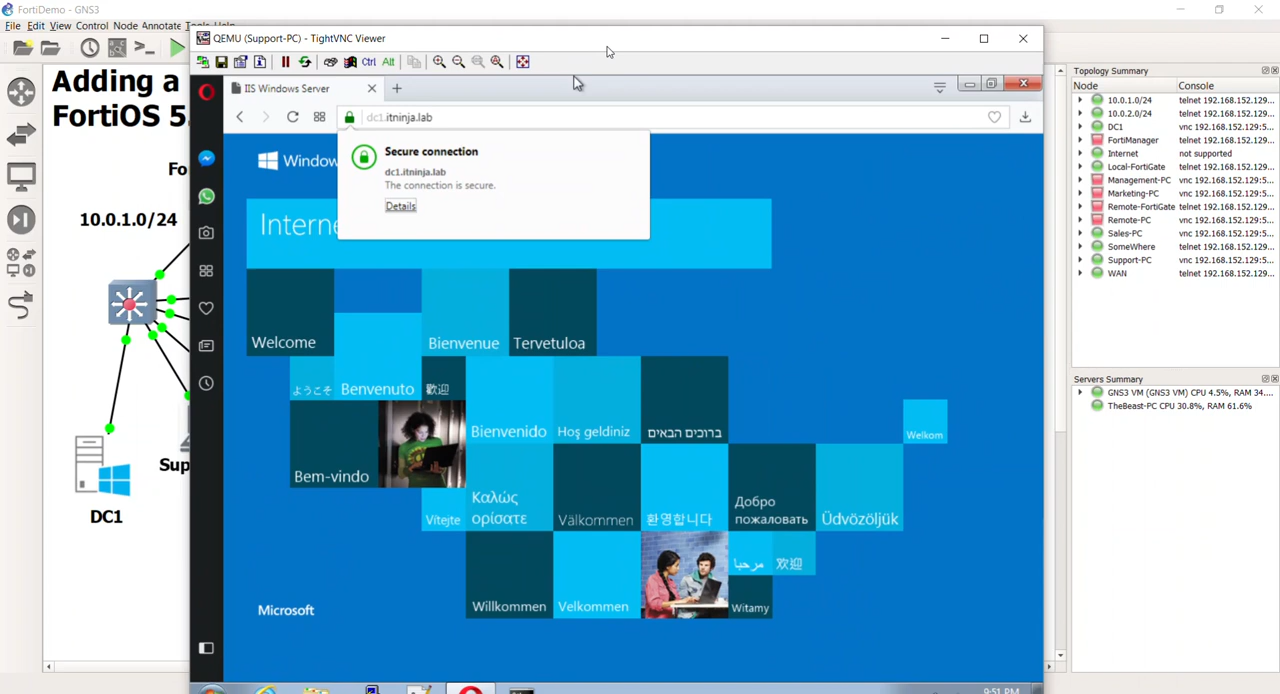 FortiDemo - GNS3
File Edit View Control Node Annotate Tools Help
Adding a
FortiOS 5.
Fo
10.0.1.0/24
DC1
Sup
QEMU (Support-PC) - TightVNC Viewer
Ctrl Alt
IIS Windows Server
dc1.itninja.lab
Secure connection
dc1.itninja.lab
The connection is secure.
Details
Window
Interne
Welcome
Bienvenue
Tervetuloa
ようこそ
Benvenuto
歡迎
Bienvenido
Hoş geldiniz
ברוכים הבאים
Welkom
Bem-vindo
Vítejte
Καλώς
ορίσατε
Välkommen
환영합니다
Добро
пожаловать
Üdvözöljük
مرحبا
欢迎
Microsoft
Willkommen
Velkommen
Witamy
9:51 PM
Topology Summary
Node Console
10.0.1.0/24 telnet 192.168.152.129...
10.0.2.0/24 telnet 192.168.152.129...
DC1 vnc 192.168.152.129:5...
FortiManager telnet 192.168.152.129...
Internet not supported
Local-FortiGate telnet 192.168.152.129...
Management-PC vnc 192.168.152.129:5...
Marketing-PC vnc 192.168.152.129:5...
Remote-FortiGate telnet 192.168.152.129...
Remote-PC vnc 192.168.152.129:5...
Sales-PC vnc 192.168.152.129:5...
SomeWhere telnet 192.168.152.129...
Support-PC vnc 192.168.152.129:5...
WAN telnet 192.168.152.129...
Servers Summary
GNS3 VM (GNS3 VM) CPU 4.5%, RAM 34....
TheBeast-PC CPU 30.8%, RAM 61.6%